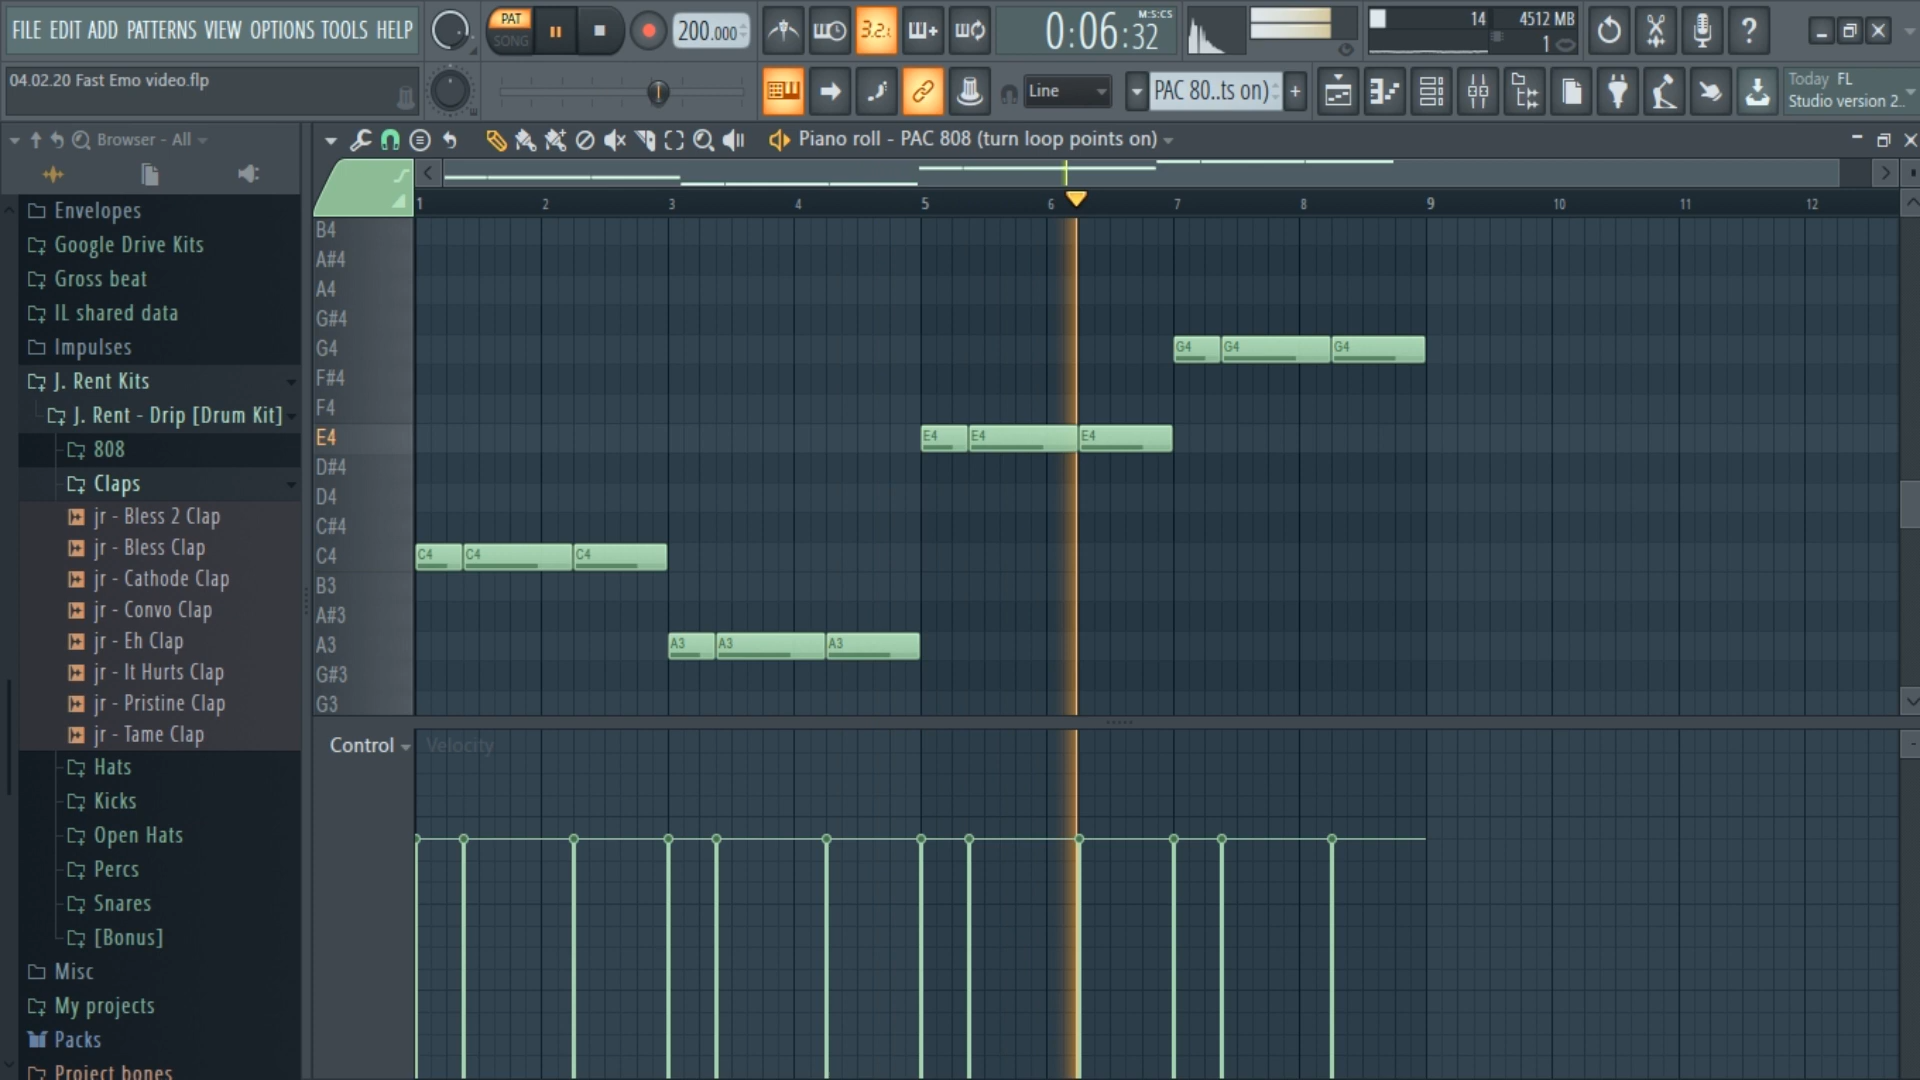 FILE EDIT ADD PATTERNS VIEW OPTIONS TOOLS HELP
PAT
SONG
200.000
3.2.
0:06:32
M:S:CS
14
4512 MB
1
?
04.02.20 Fast Emo video.flp
Line
PAC 80..ts on)
+
Today FL
Studio version 2..
Browser - All
Piano roll - PAC 808 (turn loop points on)
1 2 3 4 5 6 7 8 9 10 11 12
Envelopes
Google Drive Kits
Gross beat
IL shared data
Impulses
J. Rent Kits
J. Rent - Drip [Drum Kit]
808
Claps
jr - Bless 2 Clap
jr - Bless Clap
jr - Cathode Clap
jr - Convo Clap
jr - Eh Clap
jr - It Hurts Clap
jr - Pristine Clap
jr - Tame Clap
Hats
Kicks
Open Hats
Percs
Snares
[Bonus]
Misc
My projects
Packs
Project bones
B4
A#4
A4
G#4
G4
G4 G4 G4
F#4
F4
E4
E4 E4 E4
D#4
D4
C#4
C4
C4 C4 C4
B3
A#3
A3
A3 A3 A3
G#3
G3
Control
Velocity